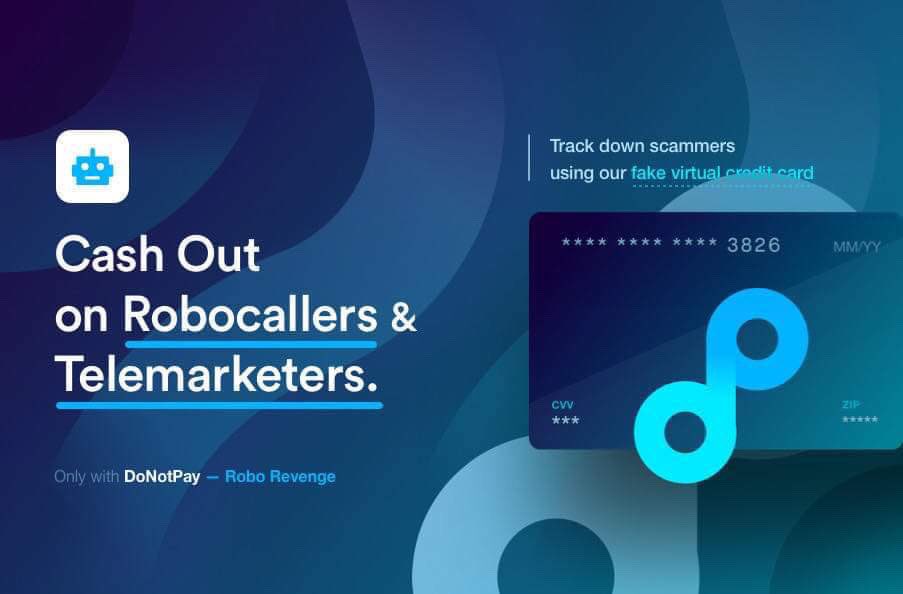 Cash Out
on Robocallers &
Telemarketers.
Only with DoNotPay — Robo Revenge
Track down scammers
using our fake virtual credit card
**** **** **** 3826 MM/YY
CVV ZIP
*** *****